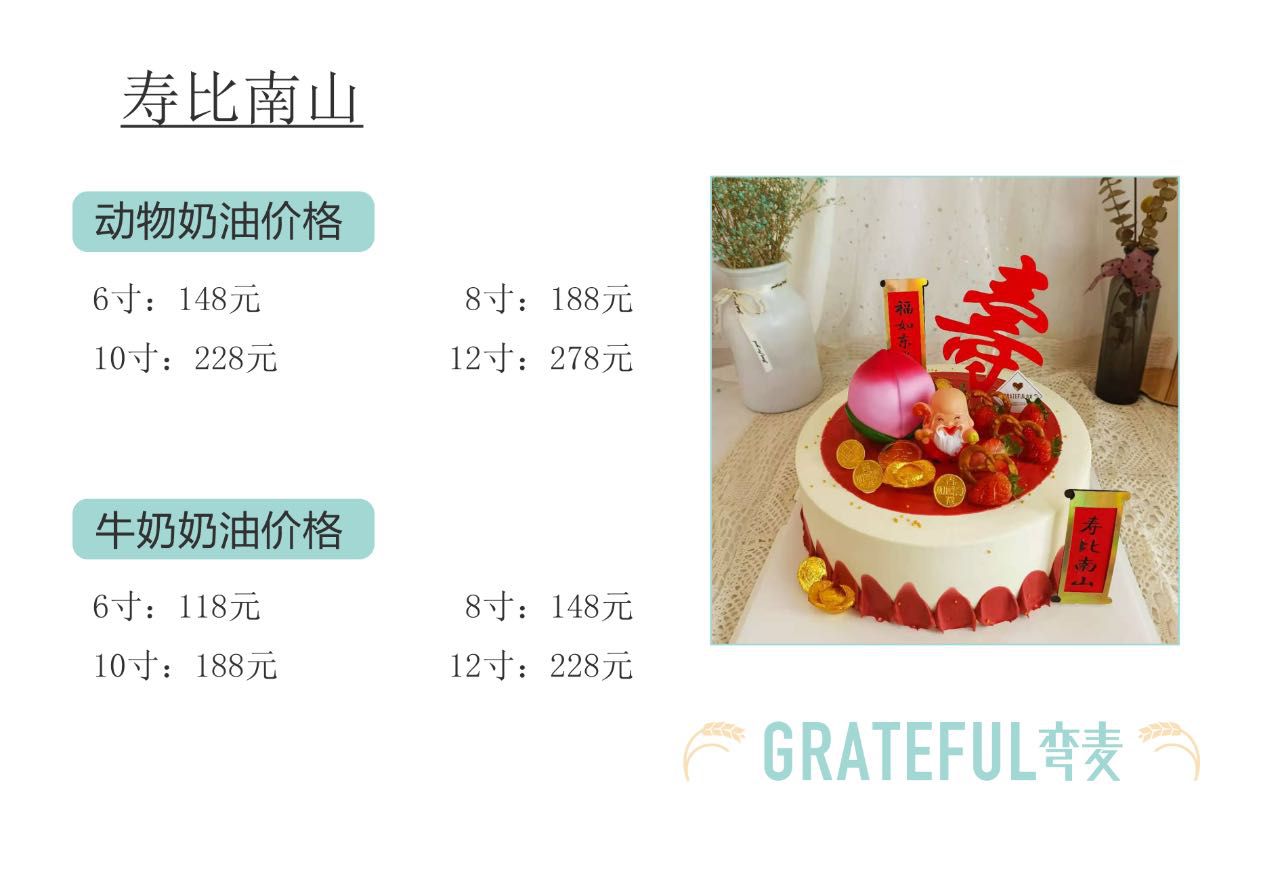 寿比南山
动物奶油价格
6寸：148元
8寸：188元
10寸：228元
12寸：278元
牛奶奶油价格
6寸：118元
8寸：148元
10寸：188元
12寸：228元
福如东
寿
GRATEFUL
寿比南山
GRATEFUL弯麦